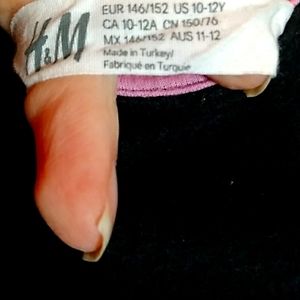 H&M
EUR 146/152 US 10-12Y
CA 10-12A CN 150/76
MX 146/152 AUS 11-12
Made in Turkey/
Fabriqué en Turquie